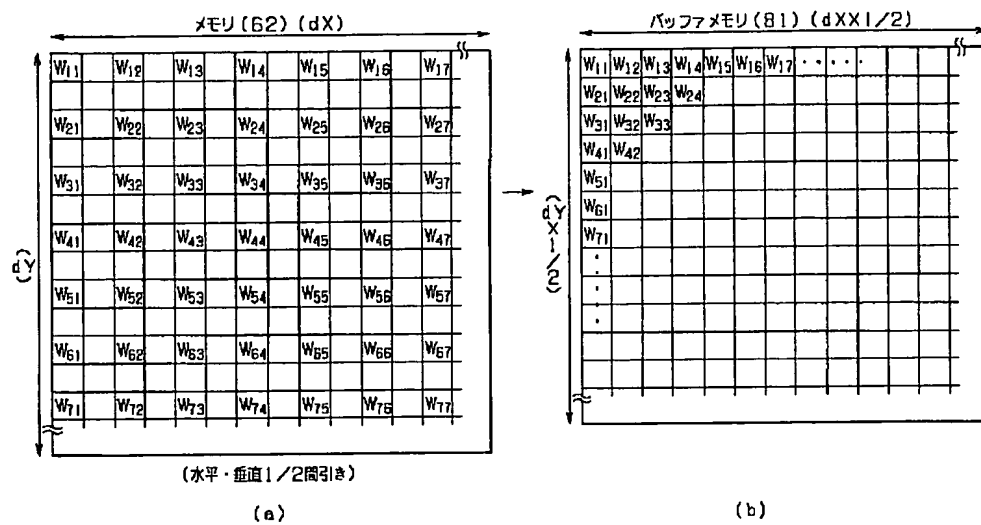 メモリ(62)(dX)
W11 W12 W13 W14 W15 W16 W17
W21 W22 W23 W24 W25 W26 W27
W31 W32 W33 W34 W35 W36 W37
W41 W42 W43 W44 W45 W46 W47
W51 W52 W53 W54 W55 W56 W57
W61 W62 W63 W64 W65 W66 W67
W71 W72 W73 W74 W75 W76 W77
(dY)
(水平・垂直1/2間引き)
(a)
バッファメモリ(81)(dXX1/2)
W11 W12 W13 W14 W15 W16 W17 ・・・・・
W21 W22 W23 W24
W31 W32 W33
W41 W42
W51
W61
W71
(dYX1/2)
(b)